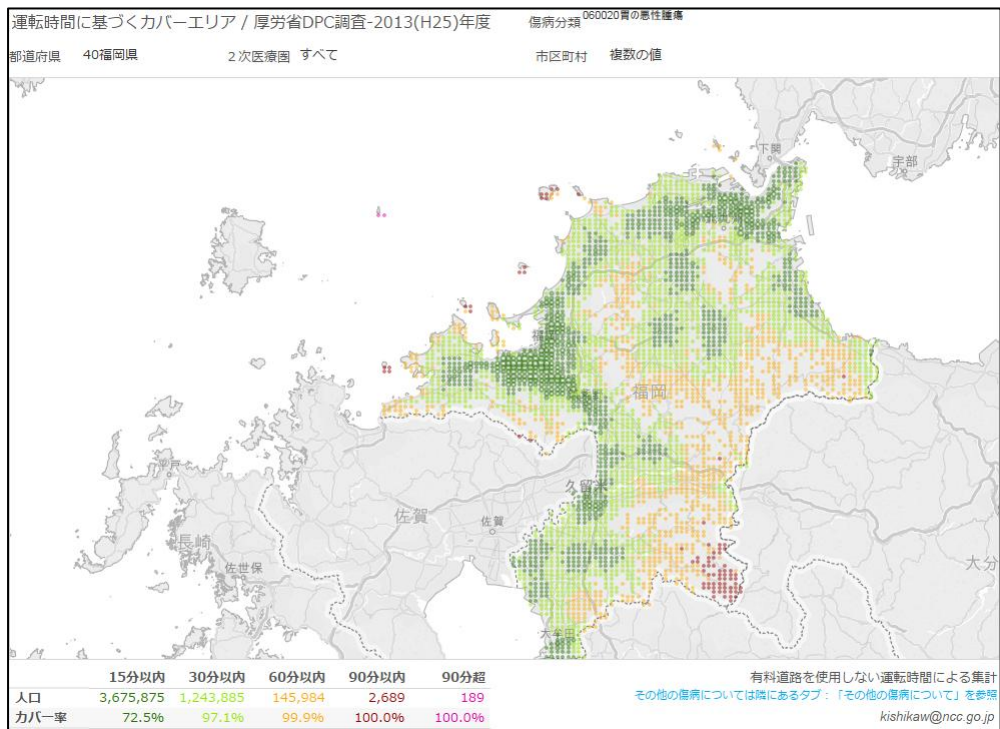 運転時間に基づくカバーエリア / 厚労省DPC調査-2013(H25)年度
傷病分類 060020胃の悪性腫瘍
都道府県 40福岡県 2次医療圏 すべて 市区町村 複数の値
下関
宇部
福岡
平戸
久留米
佐賀
佐賀
長崎
佐世保
大分
大牟田
15分以内 30分以内 60分以内 90分以内 90分超
人口 3,675,875 1,243,885 145,984 2,689 189
カバー率 72.5% 97.1% 99.9% 100.0% 100.0%
有料道路を使用しない運転時間による集計
その他の傷病については隣にあるタブ：「その他の傷病について」を参照
kishikaw@ncc.go.jp